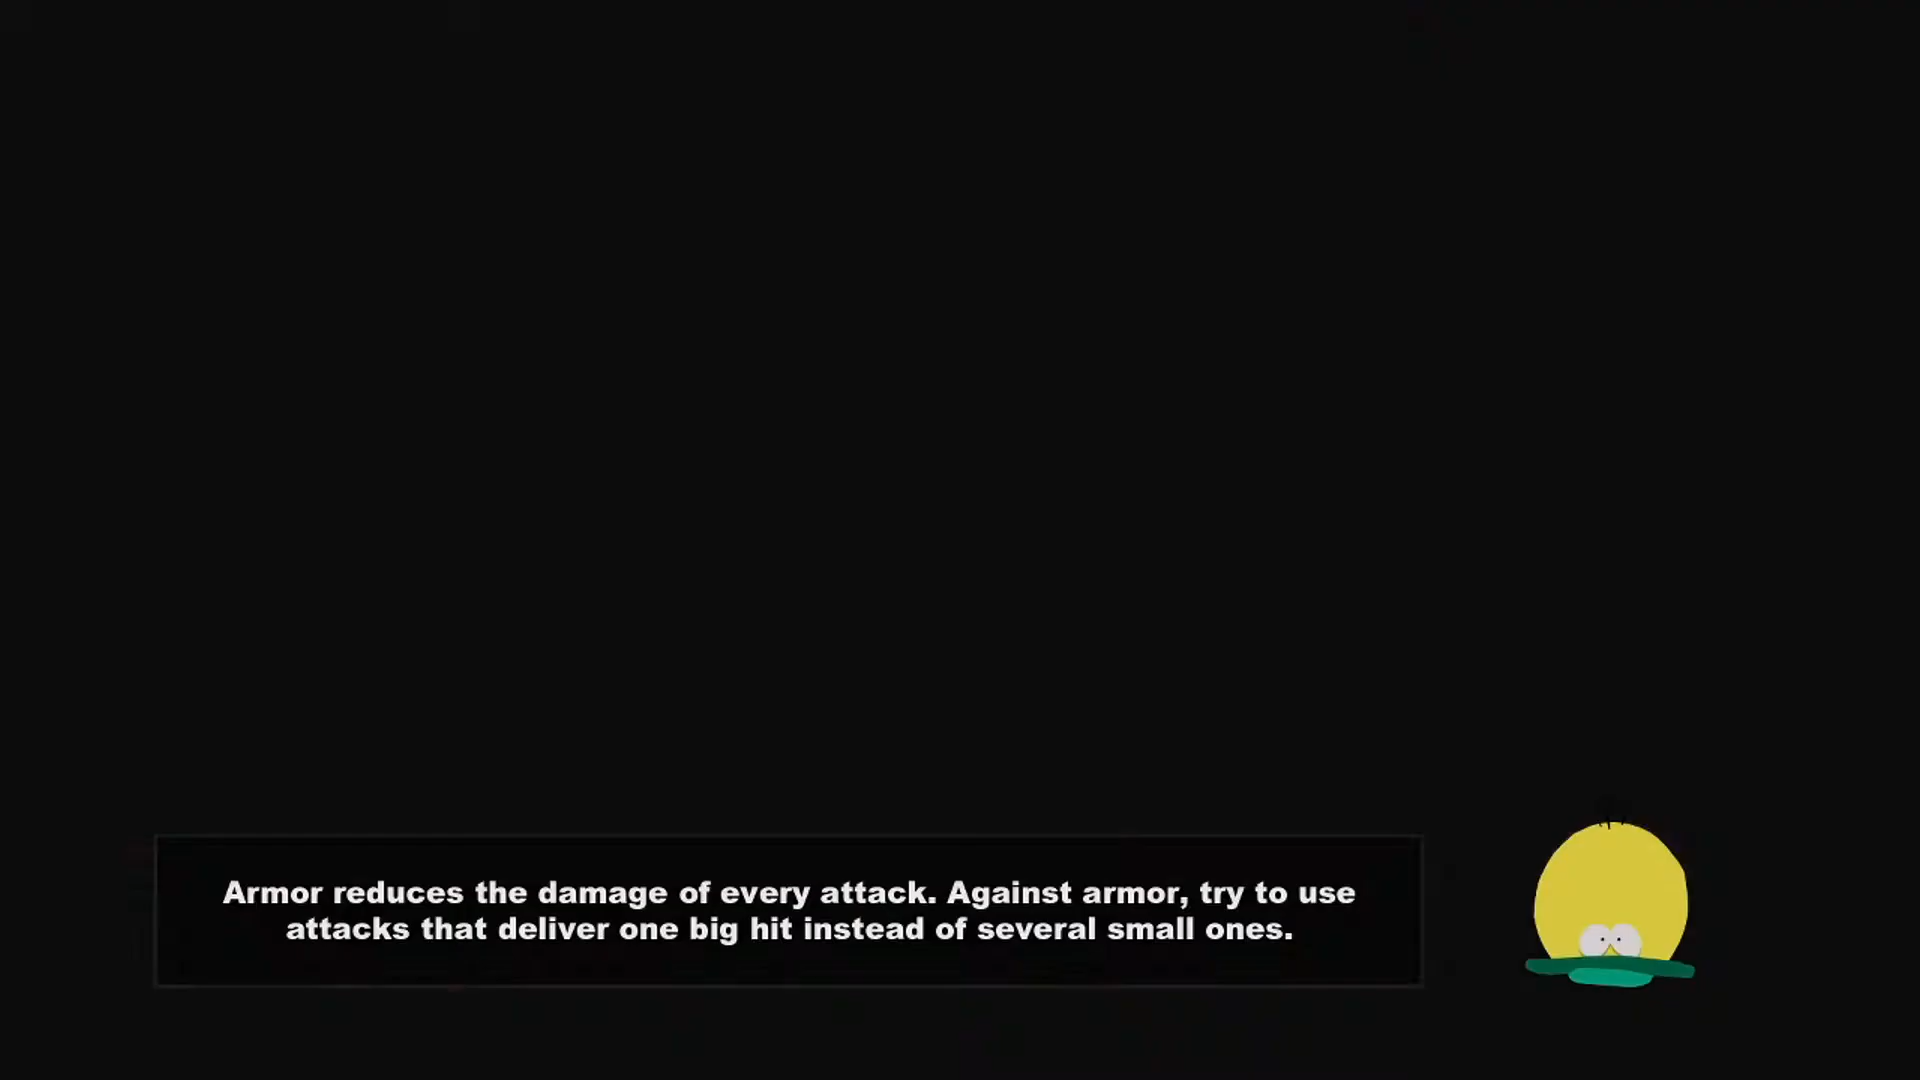 Armor reduces the damage of every attack. Against armor, try to use
attacks that deliver one big hit instead of several small ones.